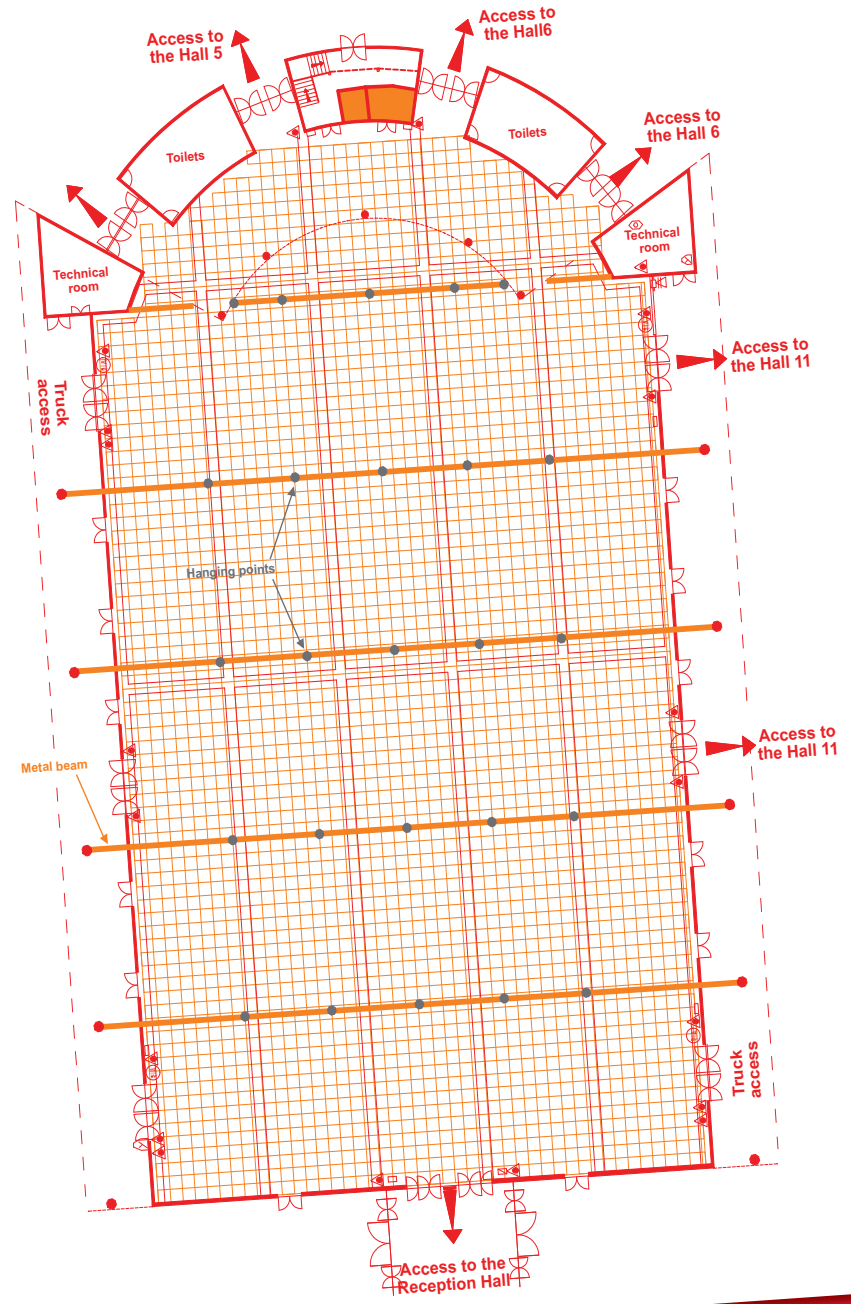 Access to
the Hall 5
Access to
the Hall6
Access to
the Hall 6
Toilets
Toilets
Technical
room
Technical
room
Access to
the Hall 11
Truck
access
Hanging points
Metal beam
Access to
the Hall 11
Truck
access
Access to the
Reception Hall